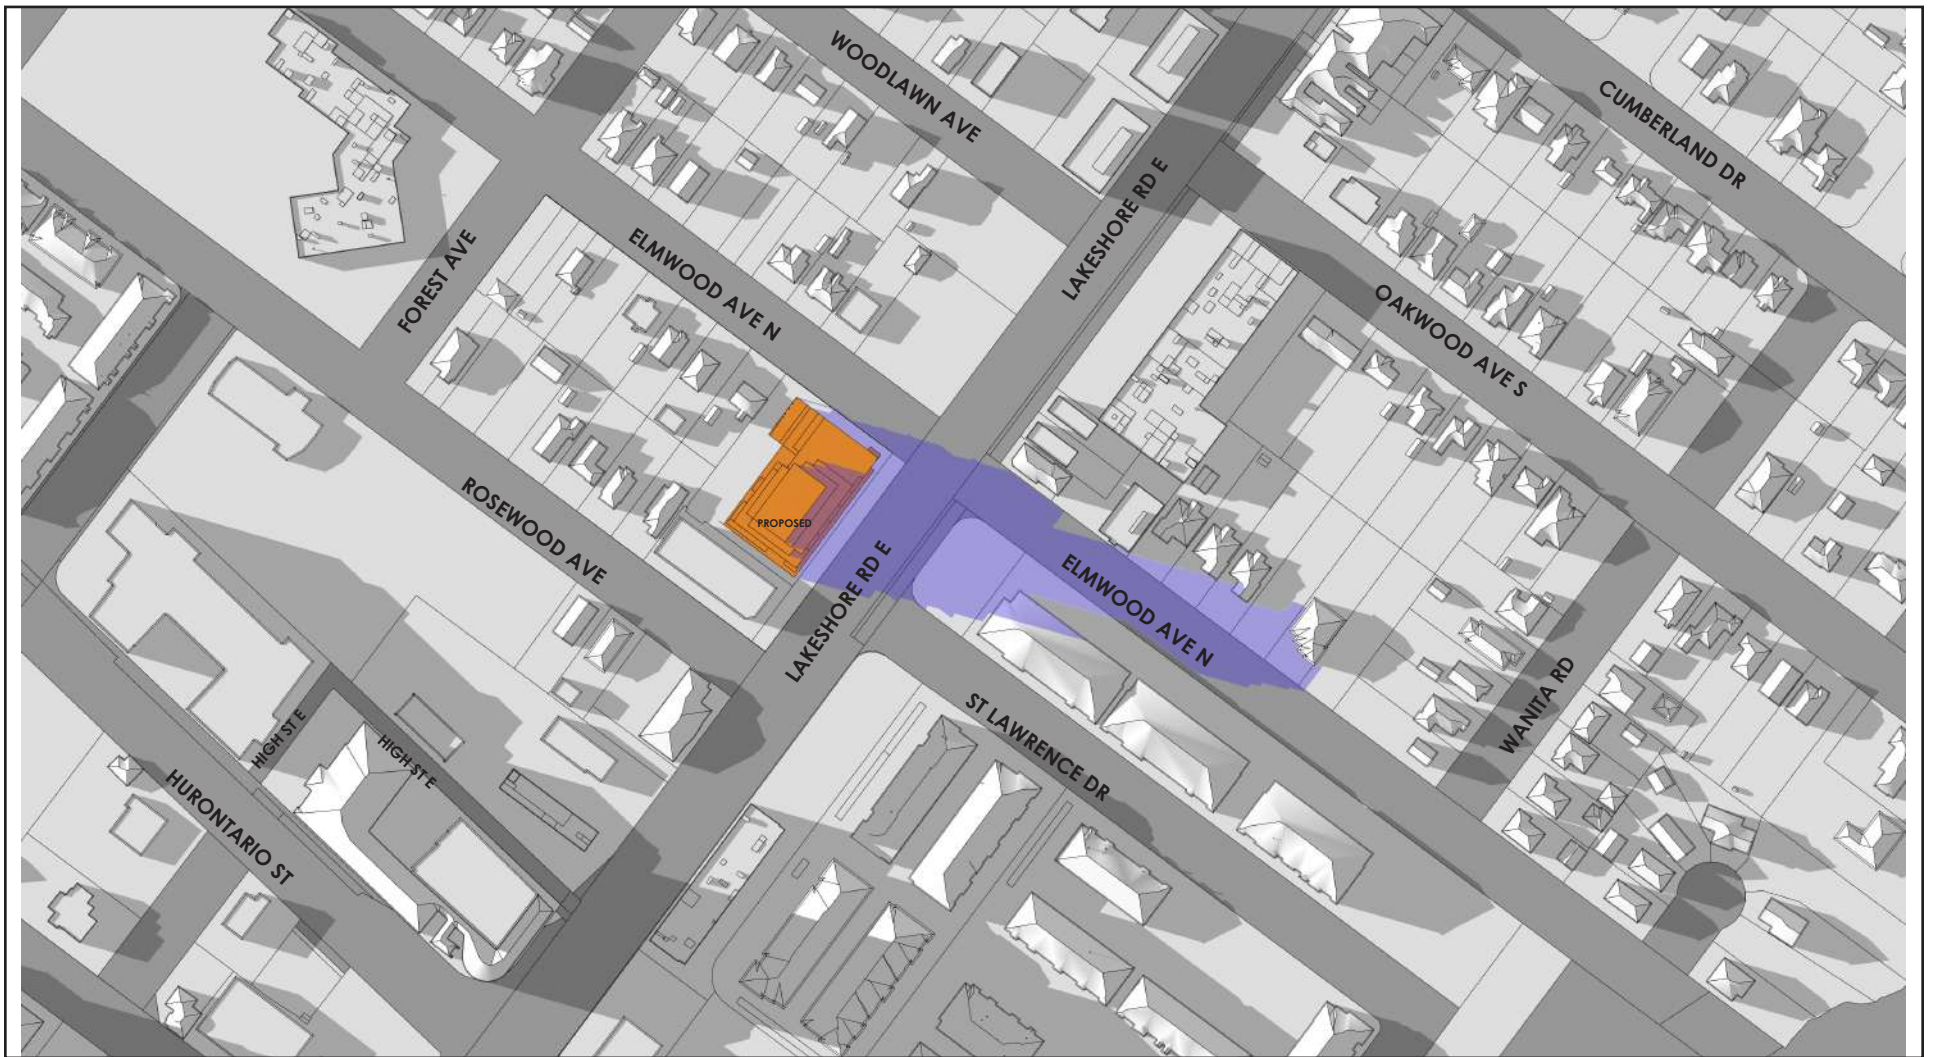 WOODLAWN AVE
CUMBERLAND DR
LAKESHORE RD E
FOREST AVE
ELMWOOD AVE N
OAKWOOD AVE S
ROSEWOOD AVE
PROPOSED
LAKESHORE RD E
ELMWOOD AVE N
WANITA RD
ST LAWRENCE DR
HIGH ST E
HIGH ST E
HURONTARIO ST